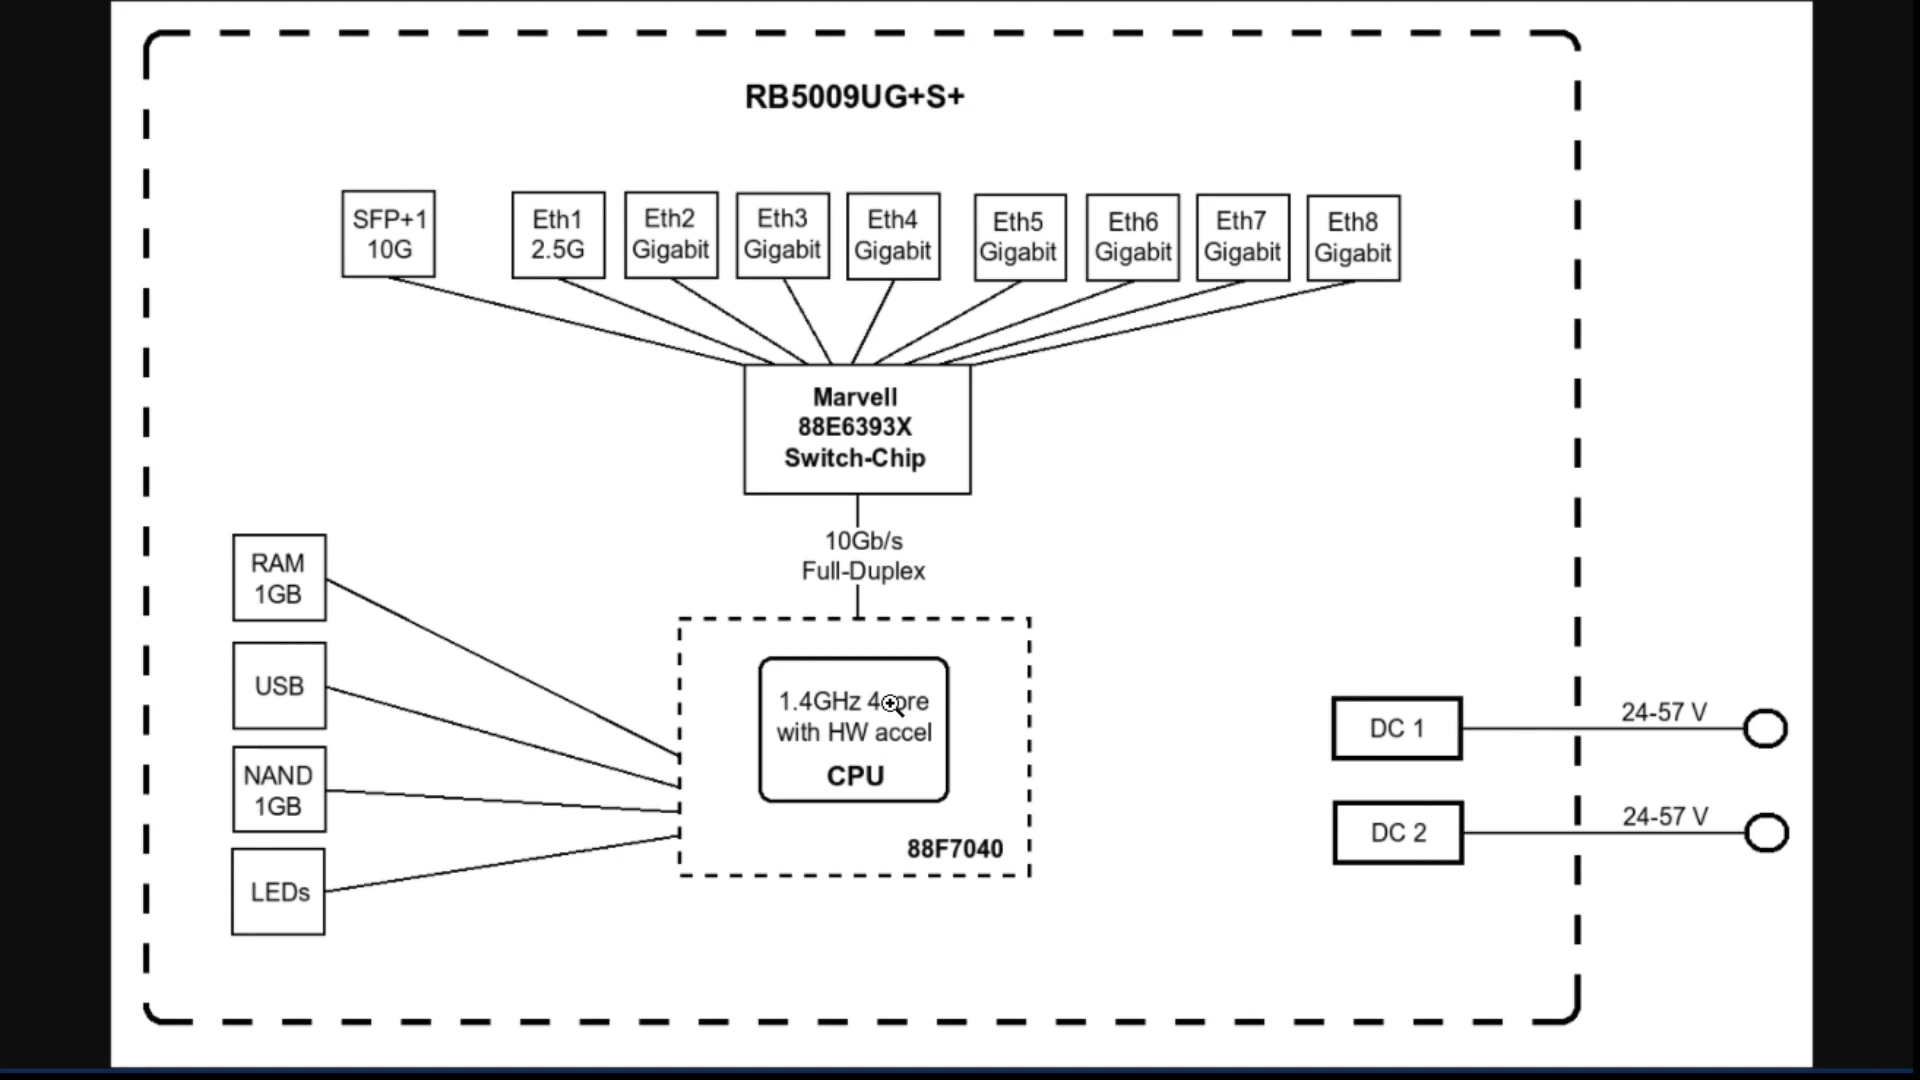 RB5009UG+S+
SFP+1
10G
Eth1
2.5G
Eth2
Gigabit
Eth3
Gigabit
Eth4
Gigabit
Eth5
Gigabit
Eth6
Gigabit
Eth7
Gigabit
Eth8
Gigabit
Marvell
88E6393X
Switch-Chip
10Gb/s
Full-Duplex
RAM
1GB
USB
NAND
1GB
LEDs
1.4GHz
with HW accel
CPU
88F7040
DC 1
24-57 V
DC 2
24-57 V